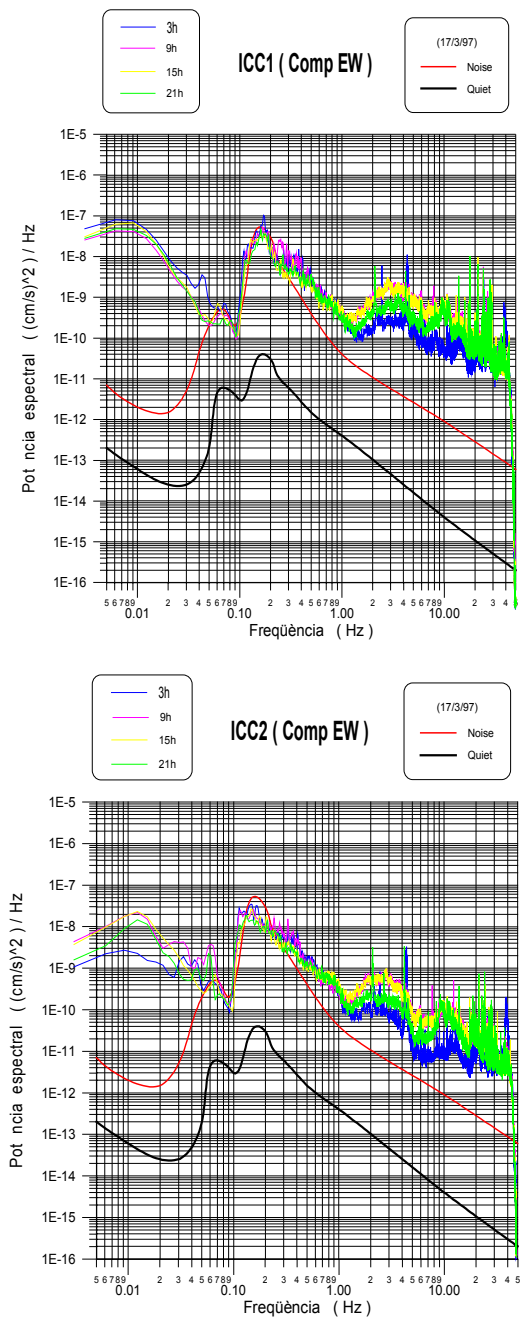 3h
9h
15h
21h
ICC1 ( Comp EW )
(17/3/97)
Noise
Quiet
1E-5
1E-6
1E-7
1E-8
1E-9
1E-10
1E-11
1E-12
1E-13
1E-14
1E-15
1E-16
Pot ncia espectral ( (cm/s)^2 ) / Hz
5 6 7 8 9 2 3 4 5 6 7 8 9 2 3 4 5 6 7 8 9 2 3 4 5 6 7 8 9 2 3 4
0.01 0.10 1.00 10.00
Freqüència ( Hz )
3h
9h
15h
21h
ICC2 ( Comp EW )
(17/3/97)
Noise
Quiet
1E-5
1E-6
1E-7
1E-8
1E-9
1E-10
1E-11
1E-12
1E-13
1E-14
1E-15
1E-16
Pot ncia espectral ( (cm/s)^2 ) / Hz
5 6 7 8 9 2 3 4 5 6 7 8 9 2 3 4 5 6 7 8 9 2 3 4 5 6 7 8 9 2 3 4 5
0.01 0.10 1.00 10.00
Freqüència ( Hz )